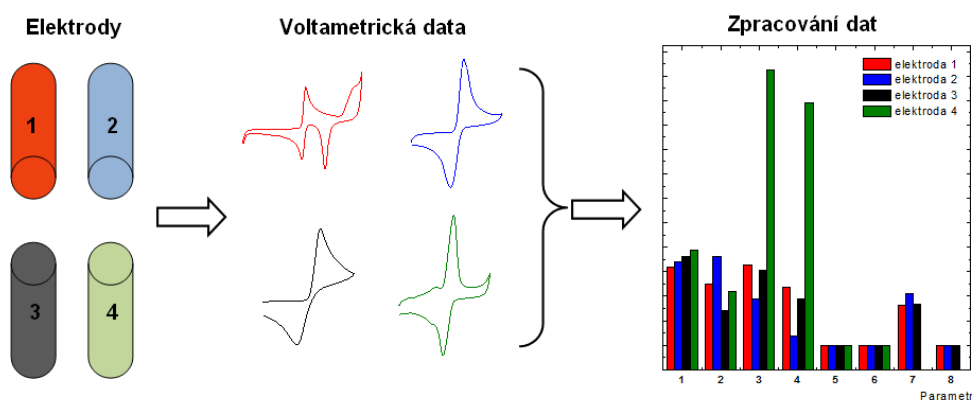 Elektrody
Voltametrická data
Zpracování dat
1
2
3
4
elektroda 1
elektroda 2
elektroda 3
elektroda 4
1 2 3 4 5 6 7 8
Parametr